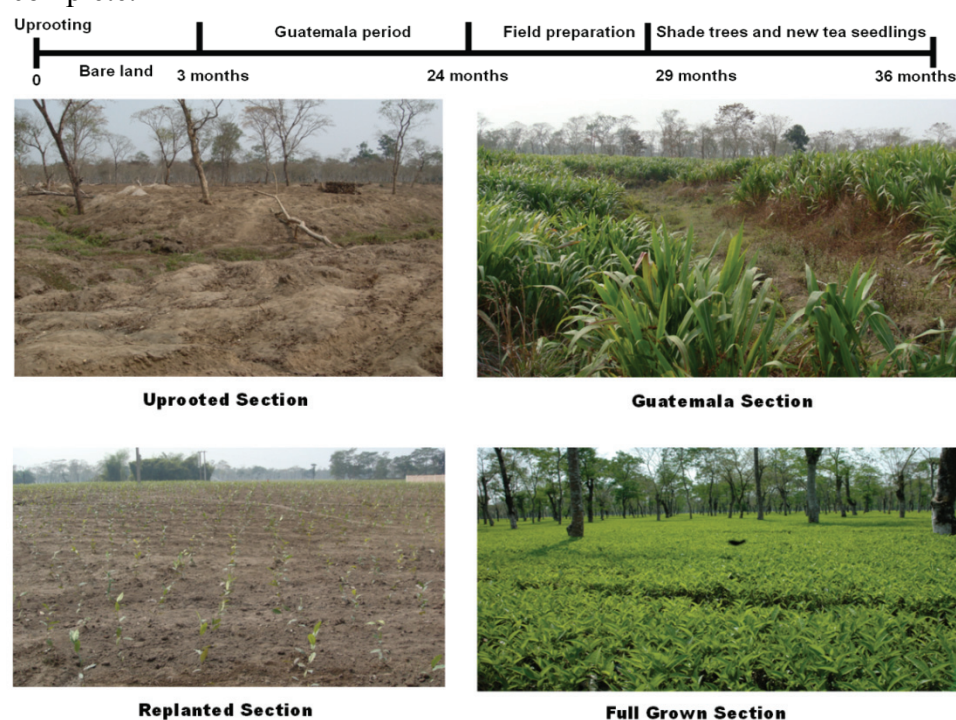 complete.
Uprooting
Guatemala period
Field preparation
Shade trees and new tea seedlings
0
Bare land
3 months
24 months
29 months
36 months
Uprooted Section
Guatemala Section
Replanted Section
Full Grown Section